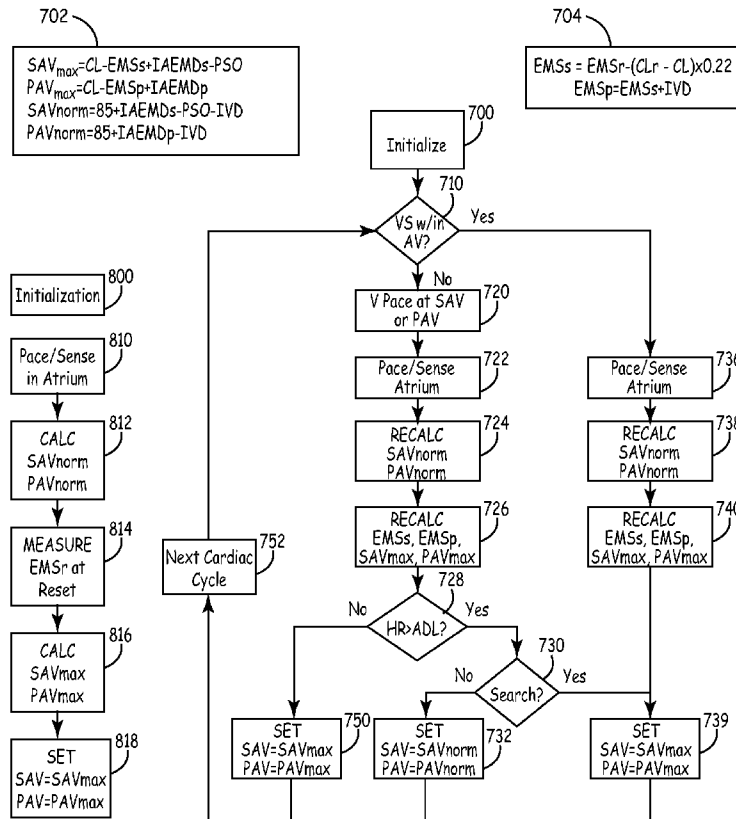 702
SAVmax=CL-EMSs+IAEMDs-PSO
PAVmax=CL-EMSp+IAEMDp
SAVnorm=85+IAEMDs-PSO-IVD
PAVnorm=85+IAEMDp-IVD
704
EMSs = EMSr-(CLr - CL)x0.22
EMSp=EMSs+IVD
700
Initialize
710
VS w/in
AV?
Yes
No
720
V Pace at SAV
or PAV
722
Pace/Sense
Atrium
724
RECALC
SAVnorm
PAVnorm
726
RECALC
EMSs, EMSp,
SAVmax, PAVmax
728
HR>ADL?
No
Yes
730
Search?
No
Yes
750
SET
SAV=SAVmax
PAV=PAVmax
732
SET
SAV=SAVnorm
PAV=PAVnorm
736
Pace/Sense
Atrium
738
RECALC
SAVnorm
PAVnorm
740
RECALC
EMSs, EMSp,
SAVmax, PAVmax
739
SET
SAV=SAVmax
PAV=PAVmax
752
Next Cardiac
Cycle
800
Initialization
810
Pace/Sense
in Atrium
812
CALC
SAVnorm
PAVnorm
814
MEASURE
EMSr at
Reset
816
CALC
SAVmax
PAVmax
818
SET
SAV=SAVmax
PAV=PAVmax